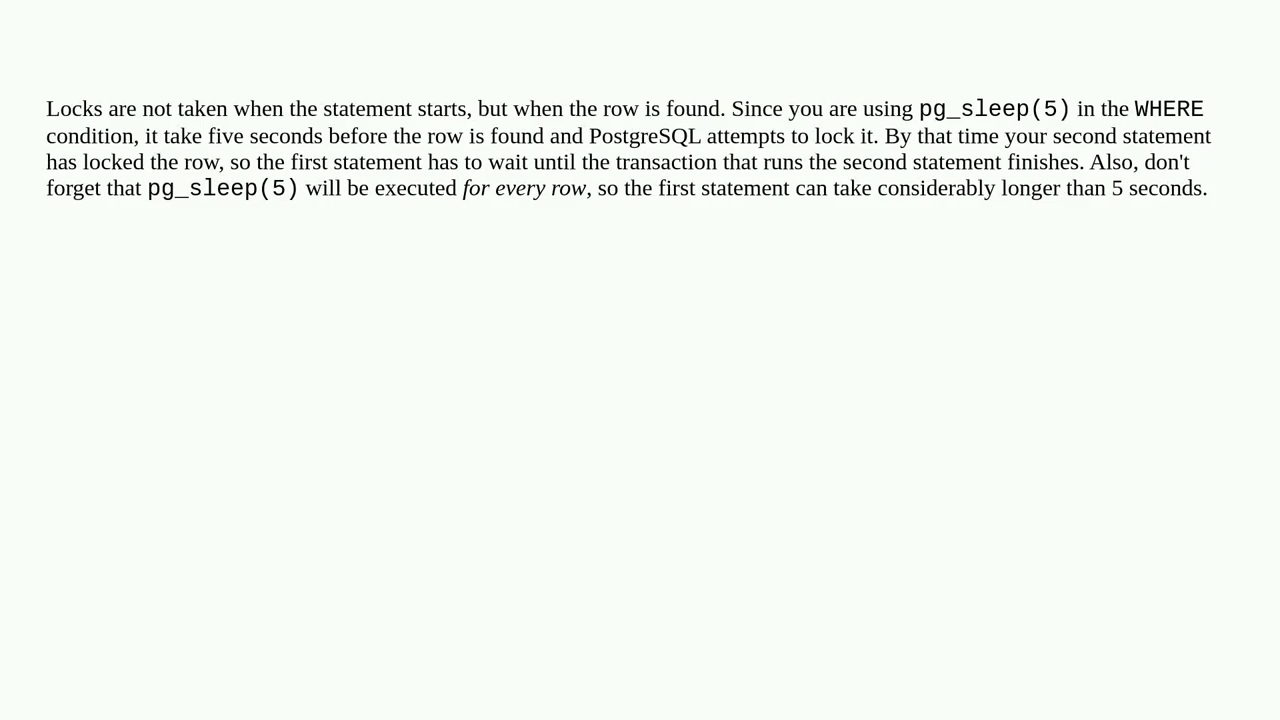 Locks are not taken when the statement starts, but when the row is found. Since you are using pg_sleep(5) in the WHERE
condition, it take five seconds before the row is found and PostgreSQL attempts to lock it. By that time your second statement
has locked the row, so the first statement has to wait until the transaction that runs the second statement finishes. Also, don't
forget that pg_sleep(5) will be executed for every row, so the first statement can take considerably longer than 5 seconds.